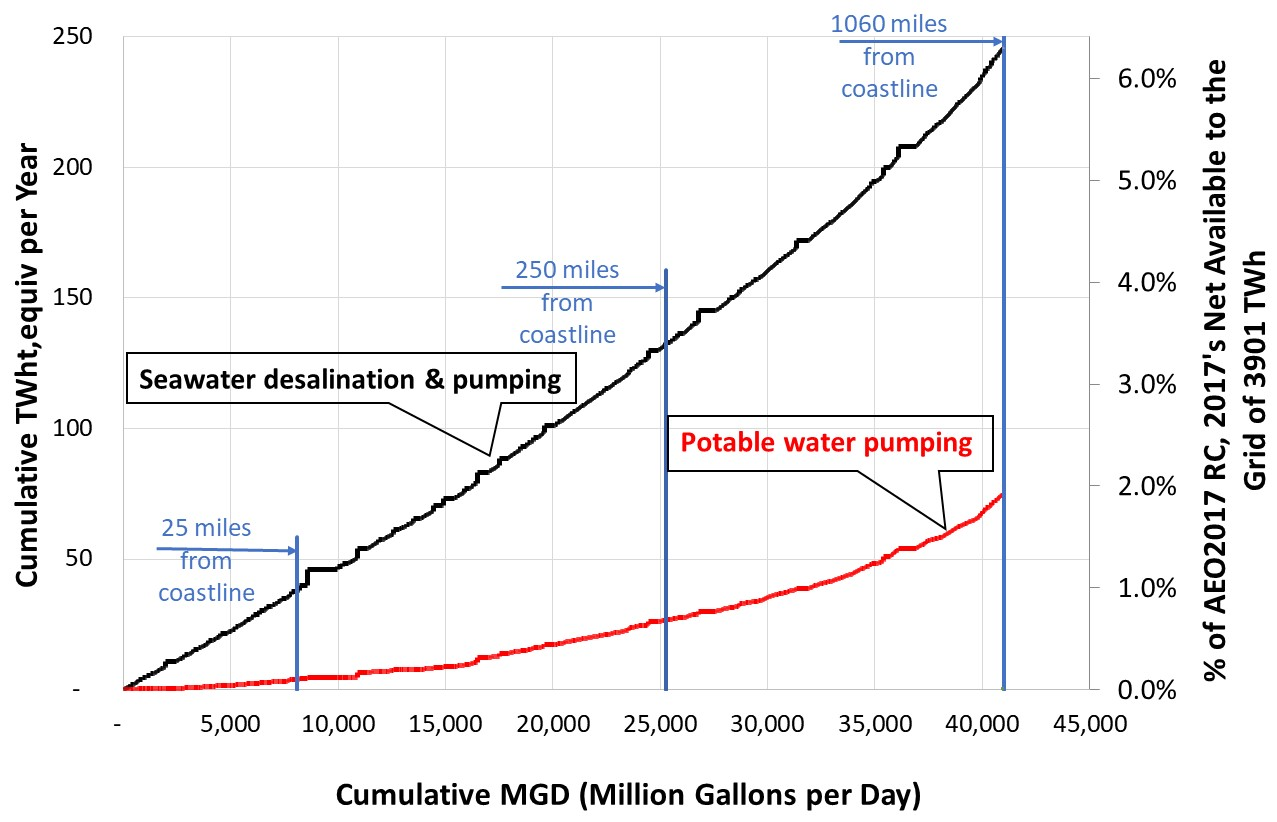 1060 miles
from
coastline
250
200
150
100
50
-
6.0%
5.0%
4.0%
3.0%
2.0%
1.0%
0.0%
Cumulative TWht,equiv per Year
% of AEO2017 RC, 2017's Net Available to the
Grid of 3901 TWh
250 miles
from
coastline
Seawater desalination & pumping
Potable water pumping
25 miles
from
coastline
- 5,000 10,000 15,000 20,000 25,000 30,000 35,000 40,000 45,000
Cumulative MGD (Million Gallons per Day)